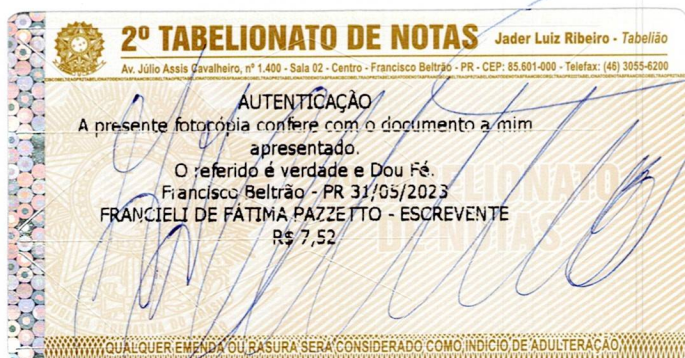 2º TABELIONATO DE NOTAS Jader Luiz Ribeiro - Tabelião
Av. Júlio Assis Cavalheiro, nº 1.400 - Sala 02 - Centro - Francisco Beltrão - PR - CEP: 85.601-000 - Telefax: (46) 3055-6200
AUTENTICAÇÃO
A presente fotocópia confere com o documento a mim
apresentado.
O referido é verdade e Dou Fé.
Francisco Beltrão - PR 31/05/2023
FRANCIELI DE FÁTIMA PAZZETTO - ESCREVENTE
R$ 7,52
TABELIONATO
DE NOTAS
QUALQUER EMENDA OU RASURA SERÁ CONSIDERADO COMO INDÍCIO DE ADULTERAÇÃO